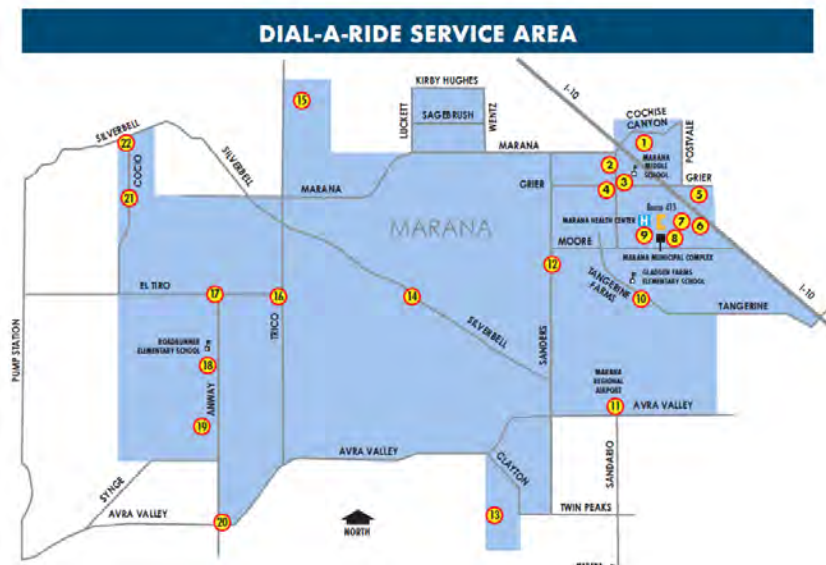 DIAL-A-RIDE SERVICE AREA
KIRBY HUGHES
I-10
15
LUCKETT
SAGEBRUSH
WENTZ
COCHISE
CANYON
POSTVALE
SILVERBELL
22
COCIO
SILVERBELL
MARANA
1
2
MARANA
MIDDLE
SCHOOL
3
GRIER
4
GRIER
5
21
MARANA
MARANA
Route 413
MARANA HEALTH CENTER
H
7
6
9
8
MOORE
MARANA MUNICIPAL COMPLEX
12
GLADDEN FARMS
ELEMENTARY SCHOOL
TANGERINE
FARMS
10
I-10
TANGERINE
EL TIRO
17
16
14
SILVERBELL
SANDERS
PUMP STATION
TRICO
ROADRUNNER
ELEMENTARY SCHOOL
18
ANWAY
19
MARANA
REGIONAL
AIRPORT
11
AVRA VALLEY
SANDARIO
AVRA VALLEY
CLAYTON
SYNGE
AVRA VALLEY
20
NORTH
13
TWIN PEAKS